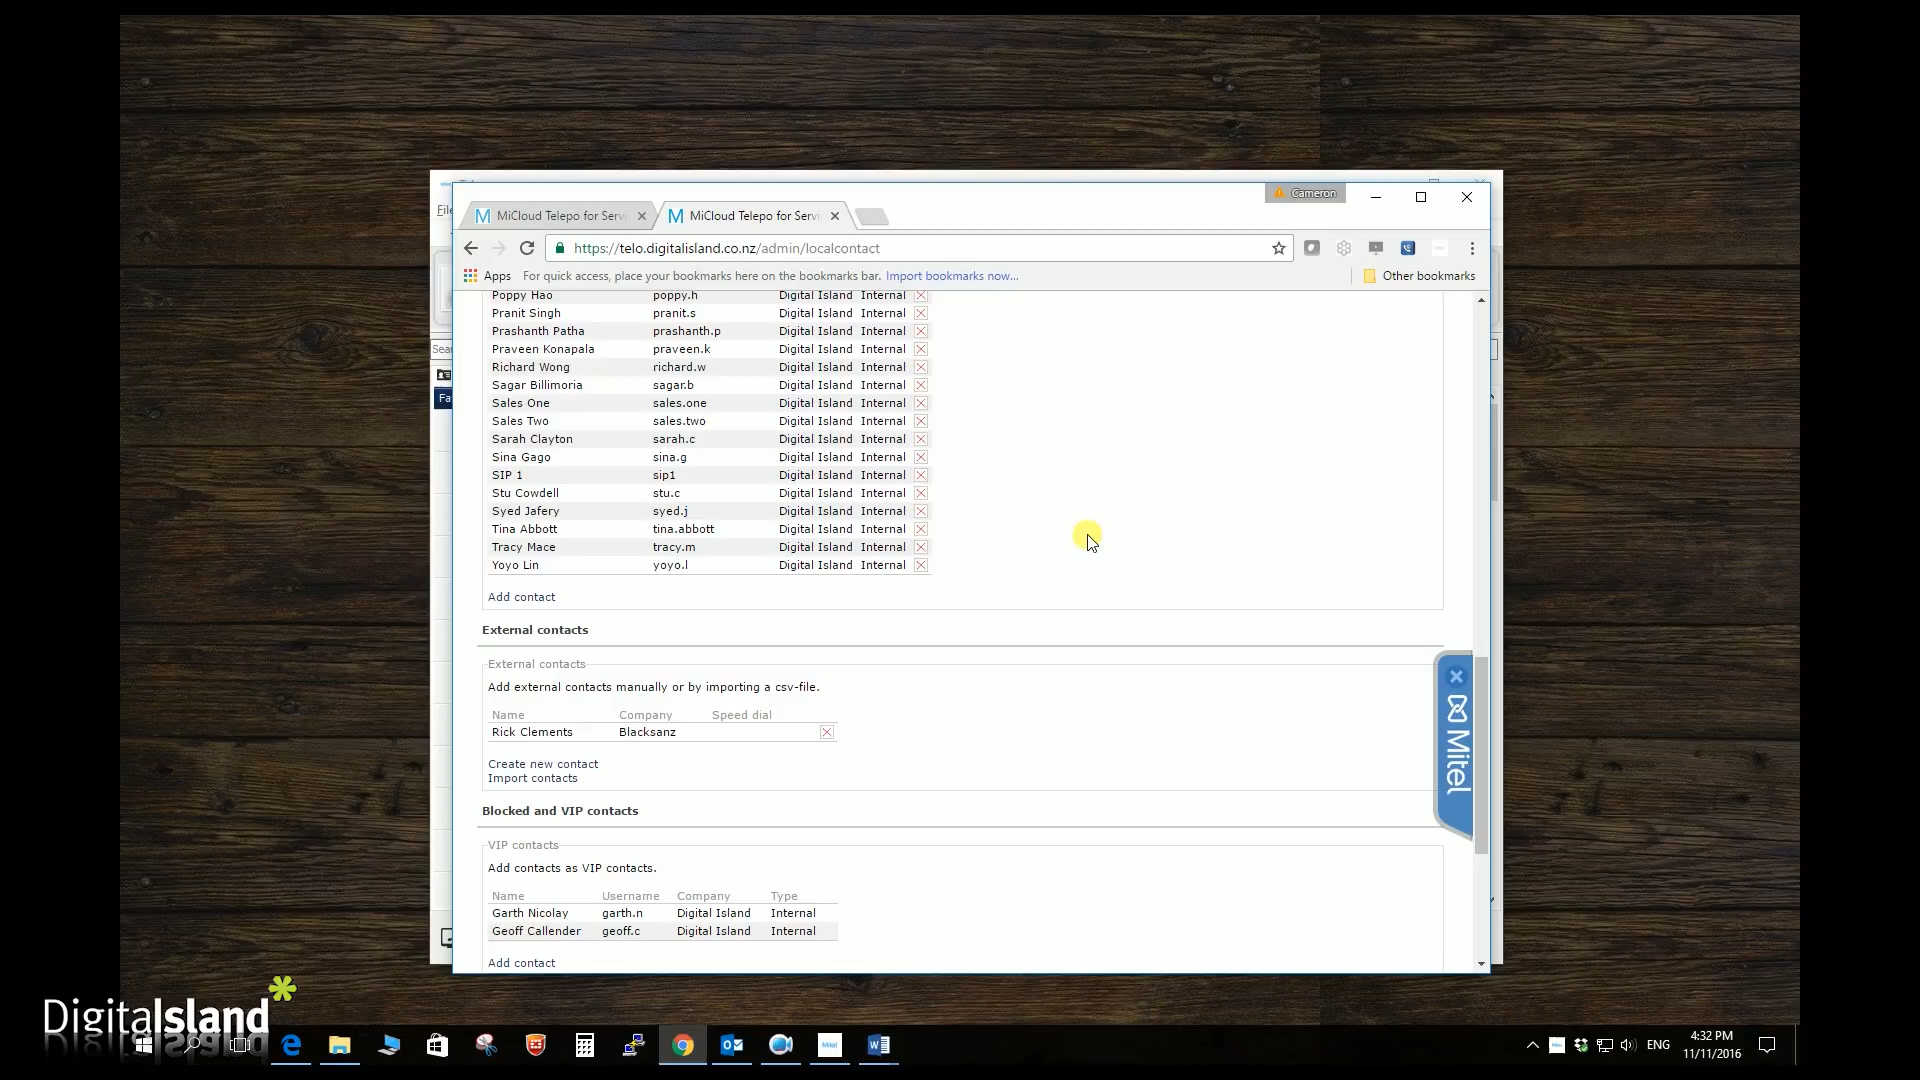 Cameron
MiCloud Telepo for Servi
MiCloud Telepo for Servi
https://telo.digitalisland.co.nz/admin/localcontact
Apps For quick access, place your bookmarks here on the bookmarks bar. Import bookmarks now... Other bookmarks
Poppy Hao poppy.h Digital Island Internal
Pranit Singh pranit.s Digital Island Internal
Prashanth Patha prashanth.p Digital Island Internal
Praveen Konapala praveen.k Digital Island Internal
Richard Wong richard.w Digital Island Internal
Sagar Billimoria sagar.b Digital Island Internal
Sales One sales.one Digital Island Internal
Sales Two sales.two Digital Island Internal
Sarah Clayton sarah.c Digital Island Internal
Sina Gago sina.g Digital Island Internal
SIP 1 sip1 Digital Island Internal
Stu Cowdell stu.c Digital Island Internal
Syed Jafery syed.j Digital Island Internal
Tina Abbott tina.abbott Digital Island Internal
Tracy Mace tracy.m Digital Island Internal
Yoyo Lin yoyo.l Digital Island Internal
Add contact
External contacts
External contacts
Add external contacts manually or by importing a csv-file.
Name Company Speed dial
Rick Clements Blacksanz
Create new contact
Import contacts
Blocked and VIP contacts
VIP contacts
Add contacts as VIP contacts.
Name Username Company Type
Garth Nicolay garth.n Digital Island Internal
Geoff Callender geoff.c Digital Island Internal
Add contact
Mitel
DigitalIsland
ENG
4:32 PM
11/11/2016